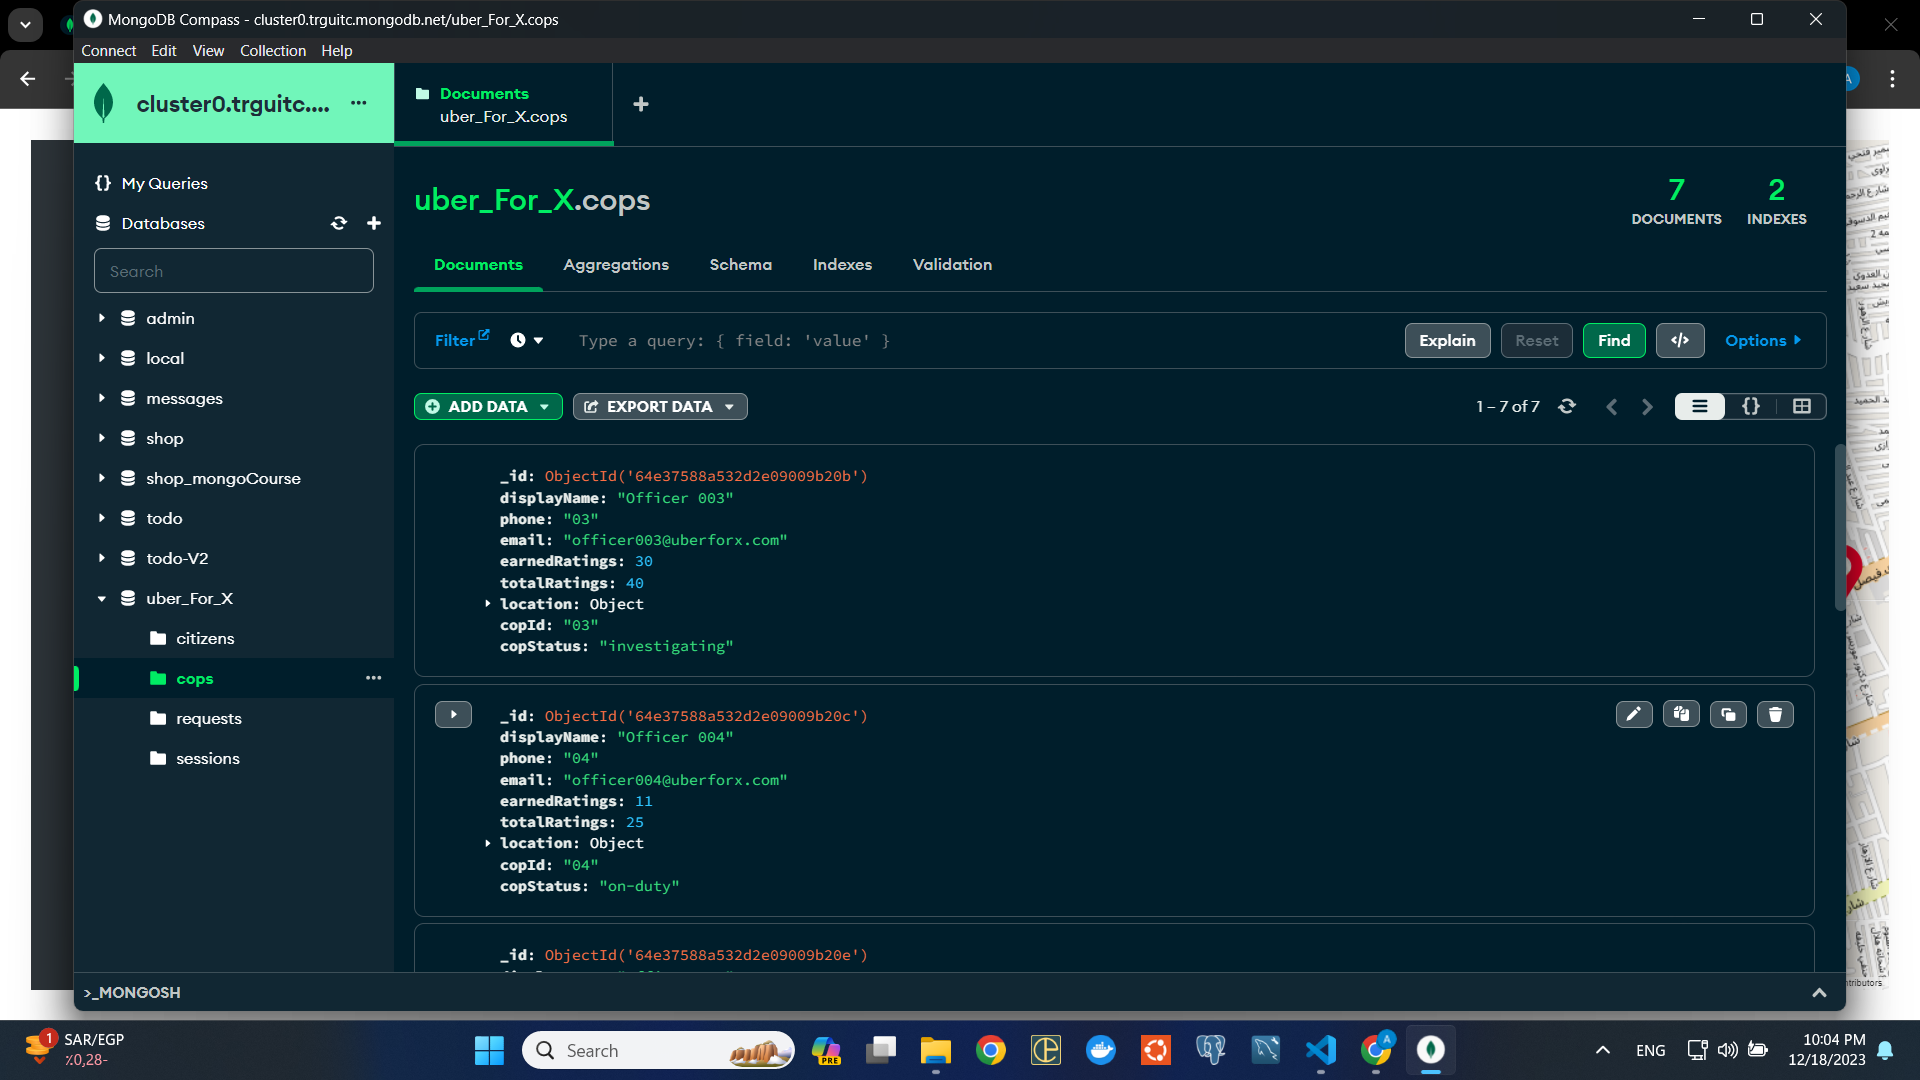 MongoDB Compass - cluster0.trguitc.mongodb.net/uber_For_X.cops
Connect Edit View Collection Help
cluster0.trguitc....
Documents
uber_For_X.cops
My Queries
Databases
Search
admin
local
messages
shop
shop_mongoCourse
todo
todo-V2
uber_For_X
citizens
cops
requests
sessions
uber_For_X.cops
7
DOCUMENTS
2
INDEXES
Documents Aggregations Schema Indexes Validation
Filter Type a query: { field: 'value' } Explain Reset Find </> Options
ADD DATA EXPORT DATA 1 – 7 of 7 {}
_id: ObjectId('64e37588a532d2e09009b20b')
displayName: "Officer 003"
phone: "03"
email: "officer003@uberforx.com"
earnedRatings: 30
totalRatings: 40
location: Object
copId: "03"
copStatus: "investigating"
_id: ObjectId('64e37588a532d2e09009b20c')
displayName: "Officer 004"
phone: "04"
email: "officer004@uberforx.com"
earnedRatings: 11
totalRatings: 25
location: Object
copId: "04"
copStatus: "on-duty"
_id: ObjectId('64e37588a532d2e09009b20e')
>_MONGOSH
1
SAR/EGP
٪0,28-
Search
PRE
A
ENG
10:04 PM
12/18/2023